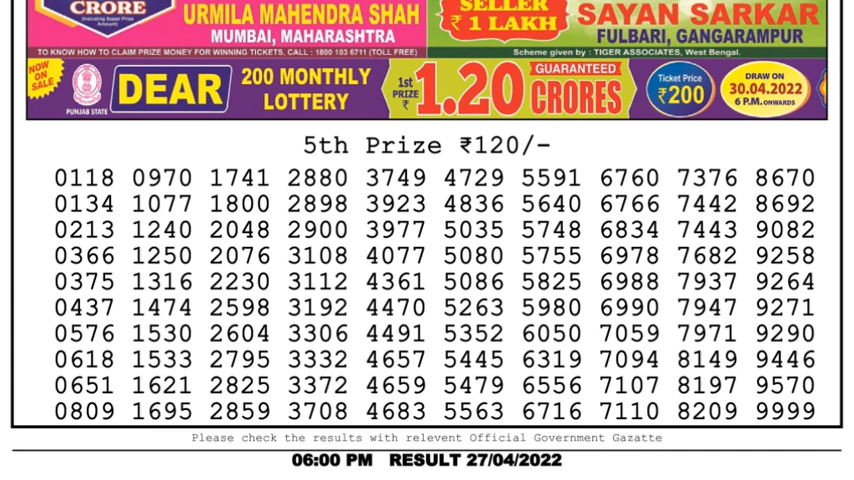 CRORE
(Including Super Prize Amount)
URMILA MAHENDRA SHAH
MUMBAI, MAHARASHTRA
SELLER
₹ 1 LAKH
SAYAN SARKAR
FULBARI, GANGARAMPUR
TO KNOW HOW TO CLAIM PRIZE MONEY FOR WINNING TICKETS, CALL : 1800 103 6711 (TOLL FREE)
Scheme given by : TIGER ASSOCIATES, West Bengal.
NOW ON SALE
PUNJAB STATE
DEAR
200 MONTHLY
LOTTERY
1st PRIZE ₹
1.20
GUARANTEED
CRORES
Ticket Price
₹200
DRAW ON
30.04.2022
6 P.M. ONWARDS
5th Prize ₹120/-
0118 0970 1741 2880 3749 4729 5591 6760 7376 8670
0134 1077 1800 2898 3923 4836 5640 6766 7442 8692
0213 1240 2048 2900 3977 5035 5748 6834 7443 9082
0366 1250 2076 3108 4077 5080 5755 6978 7682 9258
0375 1316 2230 3112 4361 5086 5825 6988 7937 9264
0437 1474 2598 3192 4470 5263 5980 6990 7947 9271
0576 1530 2604 3306 4491 5352 6050 7059 7971 9290
0618 1533 2795 3332 4657 5445 6319 7094 8149 9446
0651 1621 2825 3372 4659 5479 6556 7107 8197 9570
0809 1695 2859 3708 4683 5563 6716 7110 8209 9999
Please check the results with relevent Official Government Gazatte
06:00 PM RESULT 27/04/2022